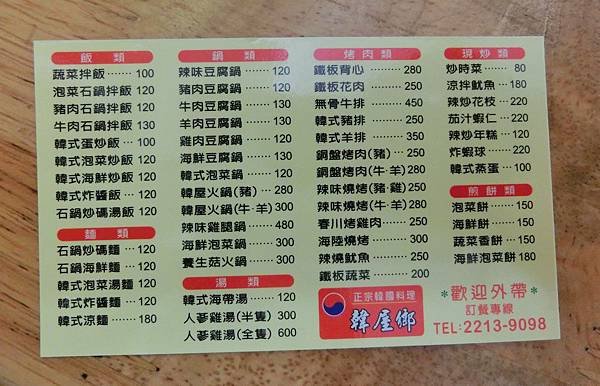 飯 類
蔬菜拌飯······· 100
泡菜石鍋拌飯 120
豬肉石鍋拌飯 120
牛肉石鍋拌飯 130
韓式蛋炒飯··· 100
韓式泡菜炒飯 120
韓式海鮮炒飯 120
韓式炸醬飯··· 120
石鍋炒碼湯飯 120
麵 類
石鍋炒碼麵···120
石鍋海鮮麵···120
韓式泡菜湯麵 120
韓式炸醬麵···120
韓式涼麵······180
鍋 類
辣味豆腐鍋······120
豬肉豆腐鍋······120
牛肉豆腐鍋······130
羊肉豆腐鍋······130
雞肉豆腐鍋······120
海鮮豆腐鍋······130
韓式泡菜鍋······120
韓屋火鍋(豬)···280
韓屋火鍋(牛·羊)300
辣味雞腿鍋······480
海鮮泡菜鍋······300
養生菇火鍋······300
湯 類
韓式海帶湯······120
人蔘雞湯(半隻) 300
人蔘雞湯(全隻) 600
烤 肉 類
鐵板背心·········280
鐵板花肉·········250
無骨牛排·········450
韓式豬排·········250
韓式羊排·········350
銅盤烤肉(豬)···250
銅盤烤肉(牛·羊)280
辣味燒烤(豬·雞)250
辣味燒烤(牛·羊)280
春川烤雞肉······250
海陸燒烤·········300
辣燒魷魚·········250
鐵板蔬菜·········200
正宗韓國料理
韓屋鄉
現 炒 類
炒時菜······ 80
涼拌魷魚···180
辣炒花枝···220
茄汁蝦仁···220
辣炒年糕···120
炸蝦球······220
韓式蒸蛋···100
煎 餅 類
泡菜餅······150
海鮮餅······150
蔬菜香餅···150
海鮮泡菜餅 180
*歡迎外帶*
訂餐專線
TEL:2213-9098